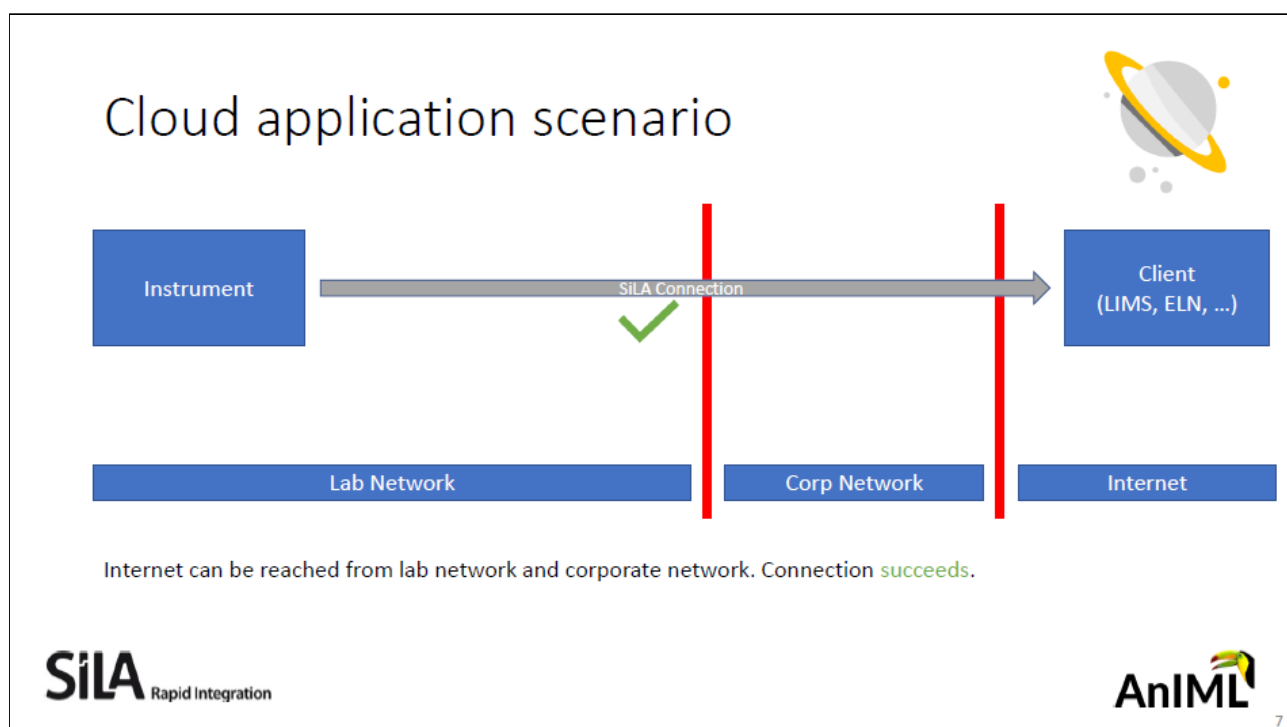 Cloud application scenario
Instrument
SiLA Connection
Client
(LIMS, ELN, ...)
Lab Network
Corp Network
Internet
Internet can be reached from lab network and corporate network. Connection succeeds.
SiLA Rapid Integration
AnIML
7